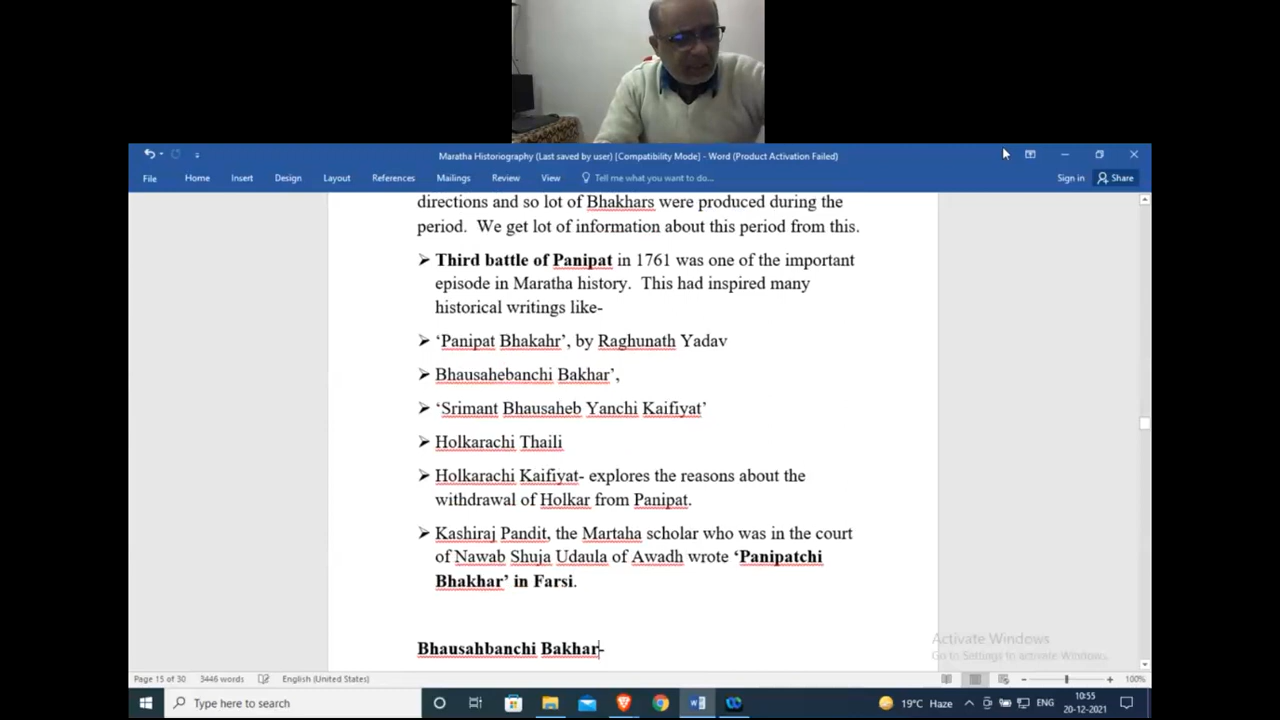 Maratha Historiography (Last saved by user) [Compatibility Mode] - Word (Product Activation Failed)
File Home Insert Design Layout References Mailings Review View Tell me what you want to do... Sign in Share
directions and so lot of Bhakhars were produced during the
period. We get lot of information about this period from this.
➢ Third battle of Panipat in 1761 was one of the important
episode in Maratha history. This had inspired many
historical writings like-
➢ ‘Panipat Bhakahr’, by Raghunath Yadav
➢ Bhausahebanchi Bakhar’,
➢ ‘Srimant Bhausaheb Yanchi Kaifiyat’
➢ Holkarachi Thaili
➢ Holkarachi Kaifiyat- explores the reasons about the
withdrawal of Holkar from Panipat.
➢ Kashiraj Pandit, the Martaha scholar who was in the court
of Nawab Shuja Udaula of Awadh wrote ‘Panipatchi
Bhakhar’ in Farsi.
Bhausahbanchi Bakhar-
Activate Windows
Go to Settings to activate Windows.
Page 15 of 30 3446 words English (United States) 100%
Type here to search 19°C Haze ENG 10:55
20-12-2021